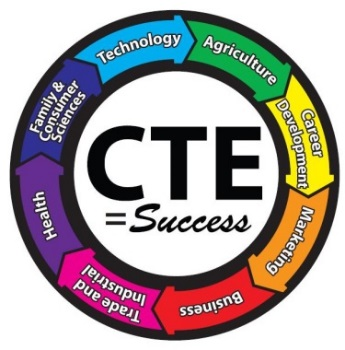 Technology
Agriculture
Career
Development
Marketing
Business
Trade and
Industrial
Health
Family &
Consumer
Sciences
CTE
=Success